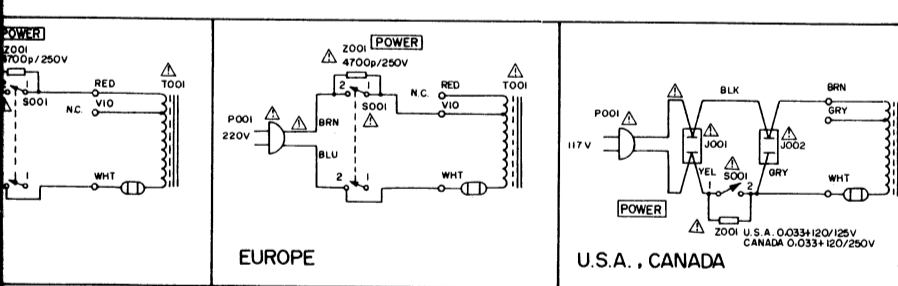 POWER
Z001
4700p/250V
RED
T001
S001
1
N.C.
VIO
WHT
1
POWER
Z001
4700p/250V
2
1
N.C.
RED
T001
S001
VIO
P001
220V
BRN
BLU
2
1
WHT
EUROPE
P001
117V
BLK
BRN
GRY
J001
J002
YEL
1
S001
2
GRY
WHT
POWER
Z001
U.S.A. 0.033+120/125V
CANADA 0.033+120/250V
U.S.A., CANADA